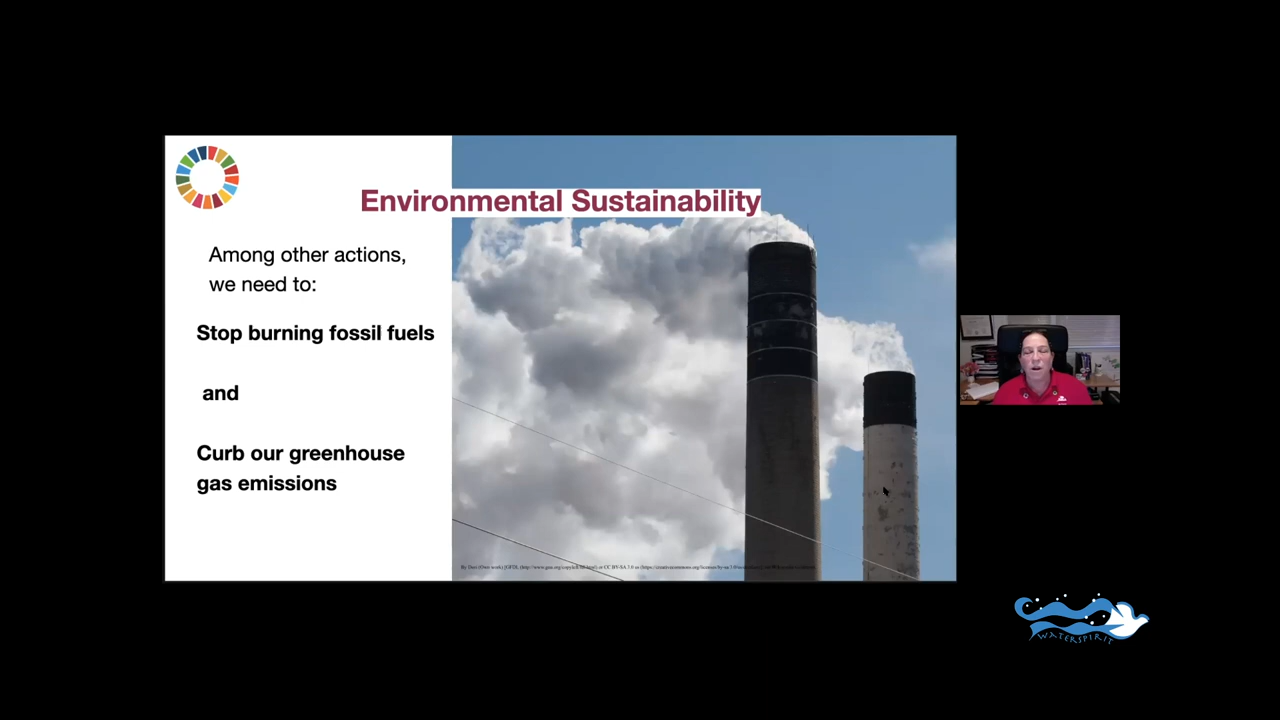 Environmental Sustainability
Among other actions,
we need to:
Stop burning fossil fuels
and
Curb our greenhouse
gas emissions
WATERSPIRIT